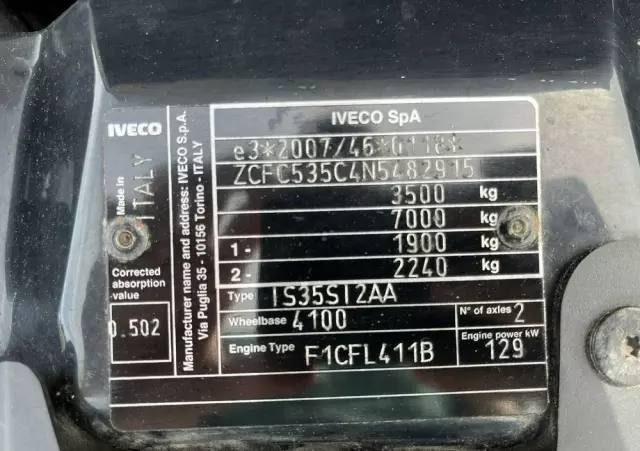 IVECO
Made in
ITALY
Corrected
absorption
value
0.502
Manufacturer name and address: IVECO S.p.A.
Via Puglia 35 - 10156 Torino - ITALY
IVECO SpA
e3*2007/46*0118*
ZCFC535C4N5482915
3500 kg
7000 kg
1 - 1900 kg
2 - 2240 kg
Type IS35SI2AA
Wheelbase 4100
N° of axles 2
Engine Type F1CFL411B
Engine power kW
129